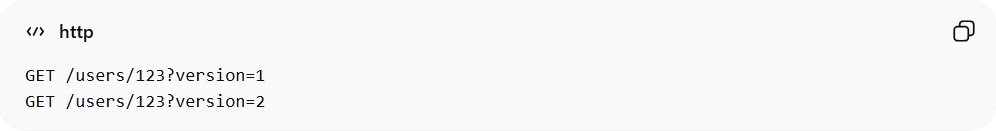 http
GET /users/123?version=1
GET /users/123?version=2